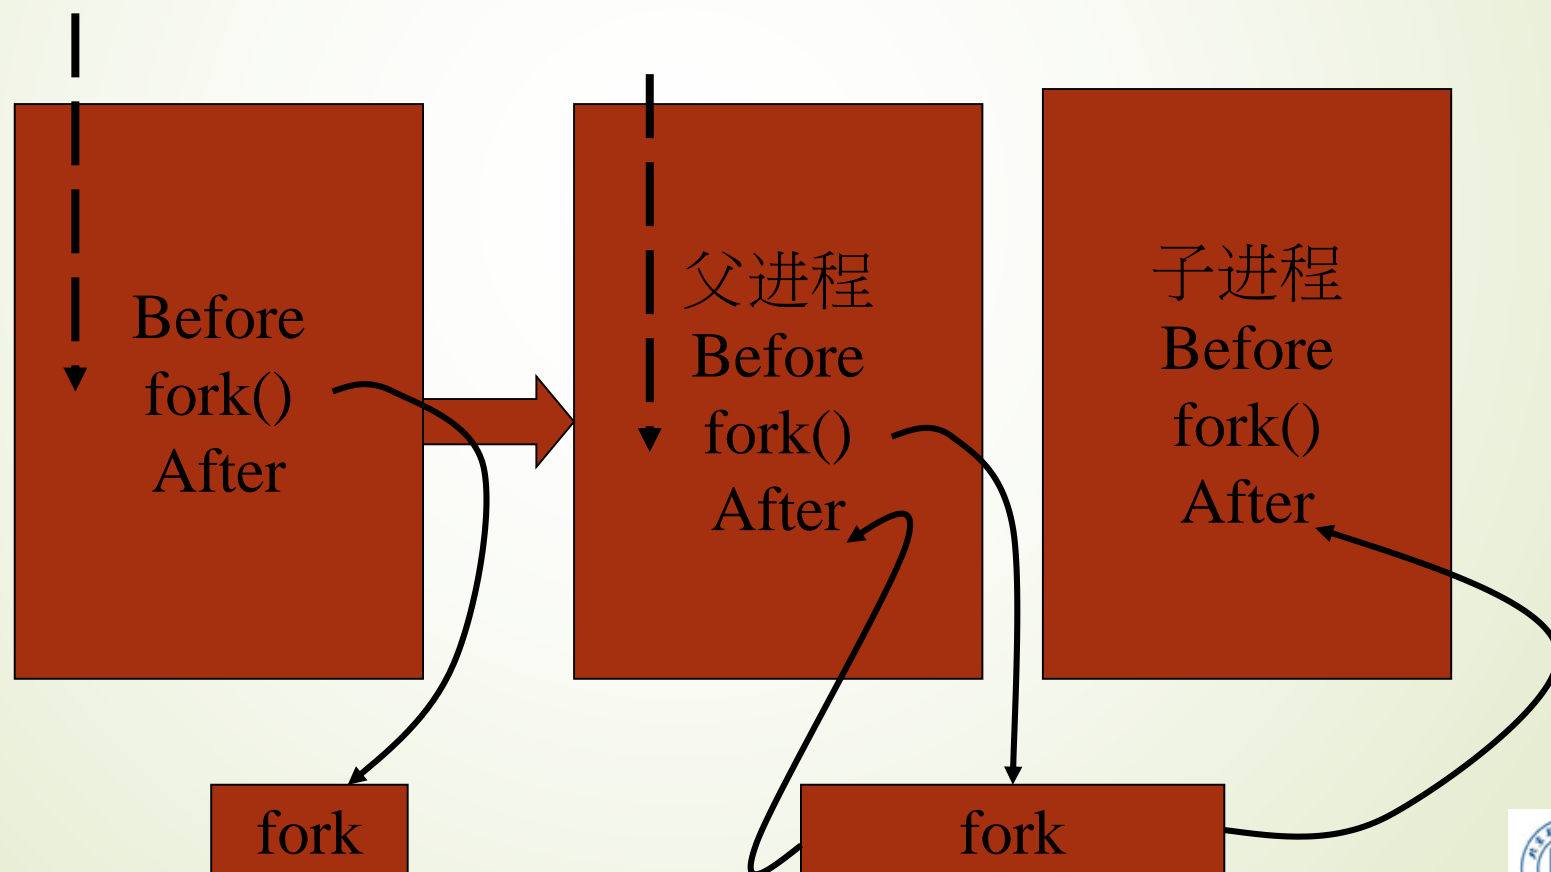 Before
fork()
After
父进程
Before
fork()
After
子进程
Before
fork()
After
fork
fork